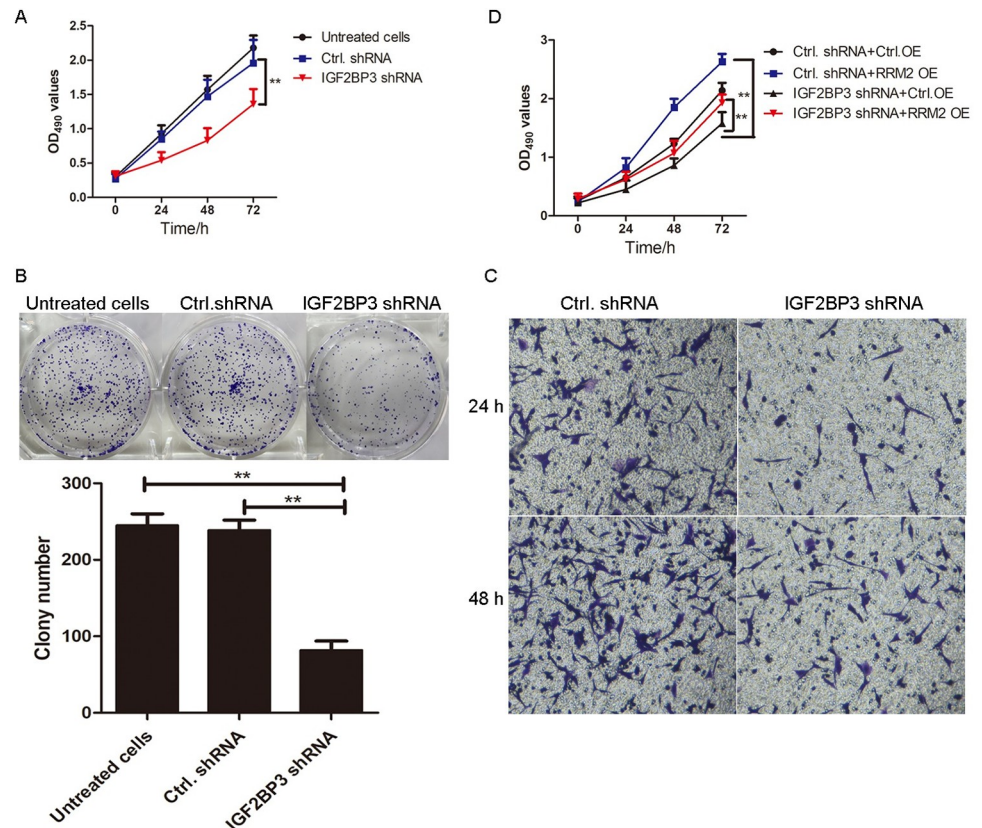 A
2.5
2.0
1.5
1.0
0.5
0.0
OD490 values
0 24 48 72
Time/h
Untreated cells
Ctrl. shRNA
IGF2BP3 shRNA
**
D
3
2
1
0
OD490 values
0 24 48 72
Time/h
Ctrl. shRNA+Ctrl.OE
Ctrl. shRNA+RRM2 OE
IGF2BP3 shRNA+Ctrl.OE
IGF2BP3 shRNA+RRM2 OE
**
**
B
Untreated cells Ctrl.shRNA IGF2BP3 shRNA
300
200
100
0
Clony number
**
**
Untreated cells
Ctrl. shRNA
IGF2BP3 shRNA
C
Ctrl. shRNA IGF2BP3 shRNA
24 h
48 h